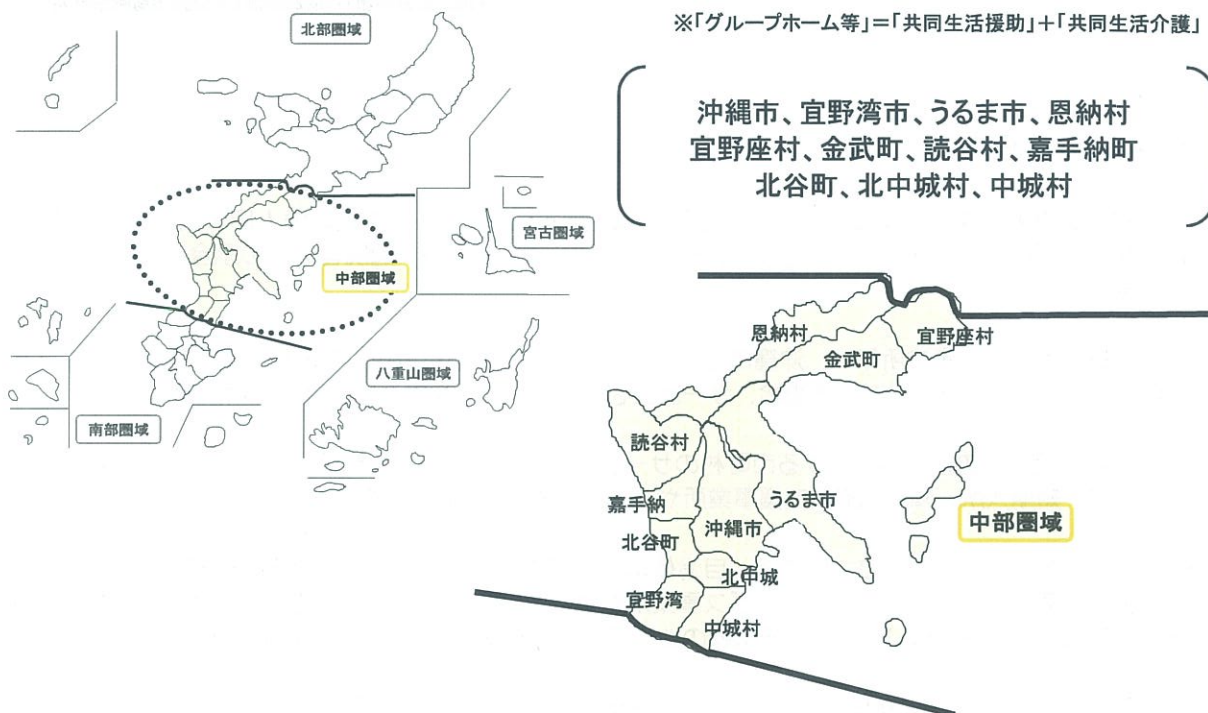 ※「グループホーム等」=「共同生活援助」+「共同生活介護」
沖縄市、宜野湾市、うるま市、恩納村
宜野座村、金武町、読谷村、嘉手納町
北谷町、北中城村、中城村
北部圏域
宮古圏域
中部圏域
八重山圏域
南部圏域
恩納村
宜野座村
金武町
読谷村
嘉手納
うるま市
沖縄市
北谷町
中部圏域
北中城
宜野湾
中城村